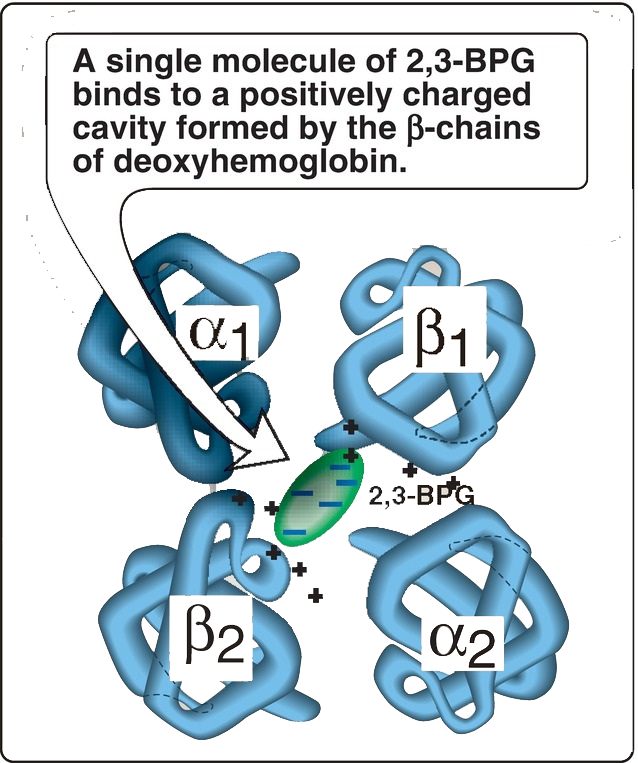 A single molecule of 2,3-BPG
binds to a positively charged
cavity formed by the β-chains
of deoxyhemoglobin.
α1
β1
2,3-BPG
β2
α2